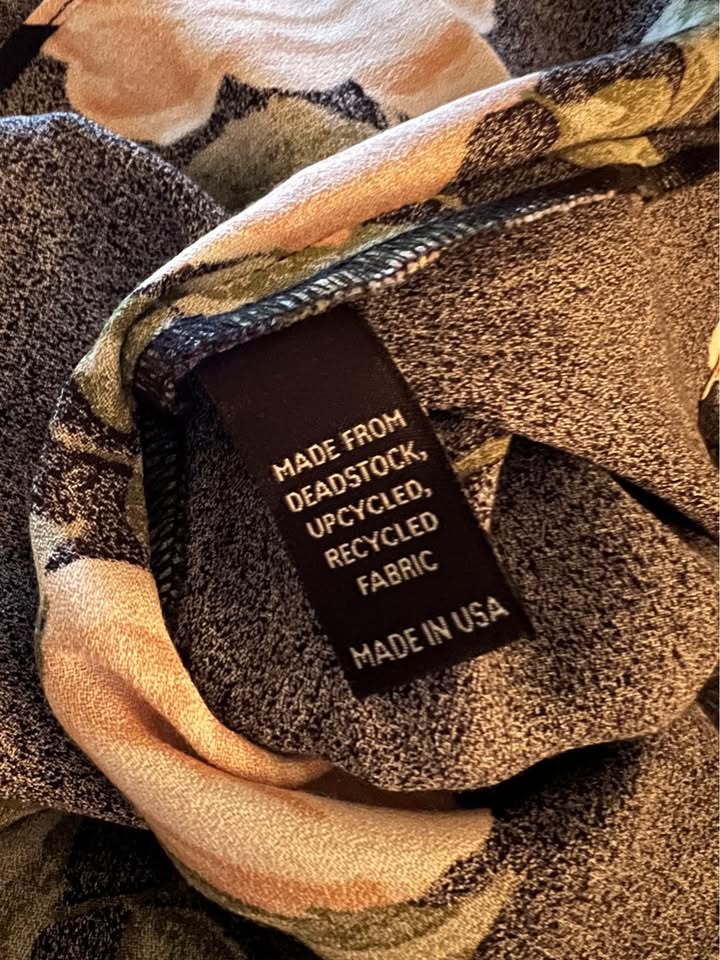 MADE FROM
DEADSTOCK,
UPCYCLED,
RECYCLED
FABRIC
MADE IN USA